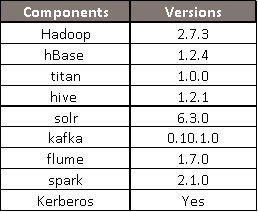 Components Versions
Hadoop 2.7.3
hBase 1.2.4
titan 1.0.0
hive 1.2.1
solr 6.3.0
kafka 0.10.1.0
flume 1.7.0
spark 2.1.0
Kerberos Yes